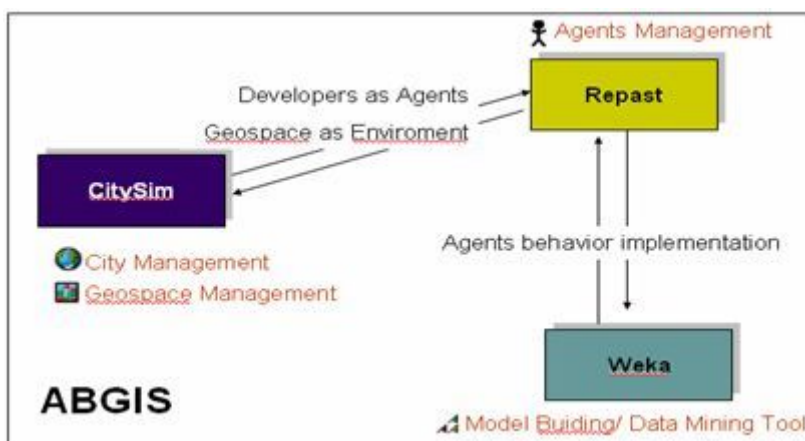 Agents Management
Repast
Developers as Agents
Geospace as Enviroment
CitySim
City Management
Geospace Management
Agents behavior implementation
Weka
ABGIS
Model Buiding/ Data Mining Tool